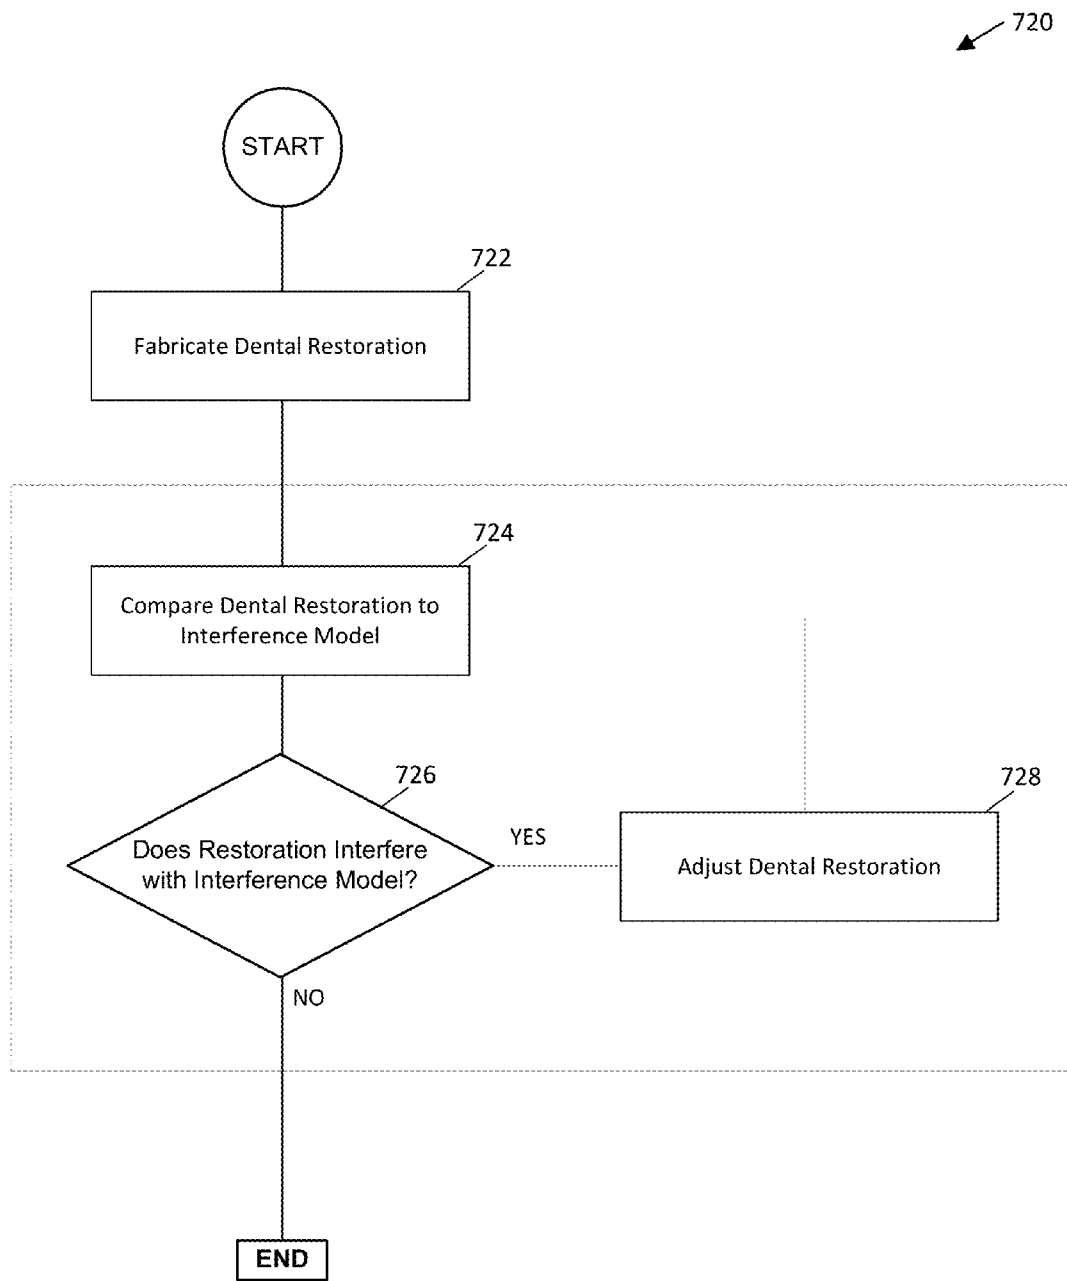 720
START
722
Fabricate Dental Restoration
724
Compare Dental Restoration to
Interference Model
726
Does Restoration Interfere
with Interference Model?
YES
728
Adjust Dental Restoration
NO
END